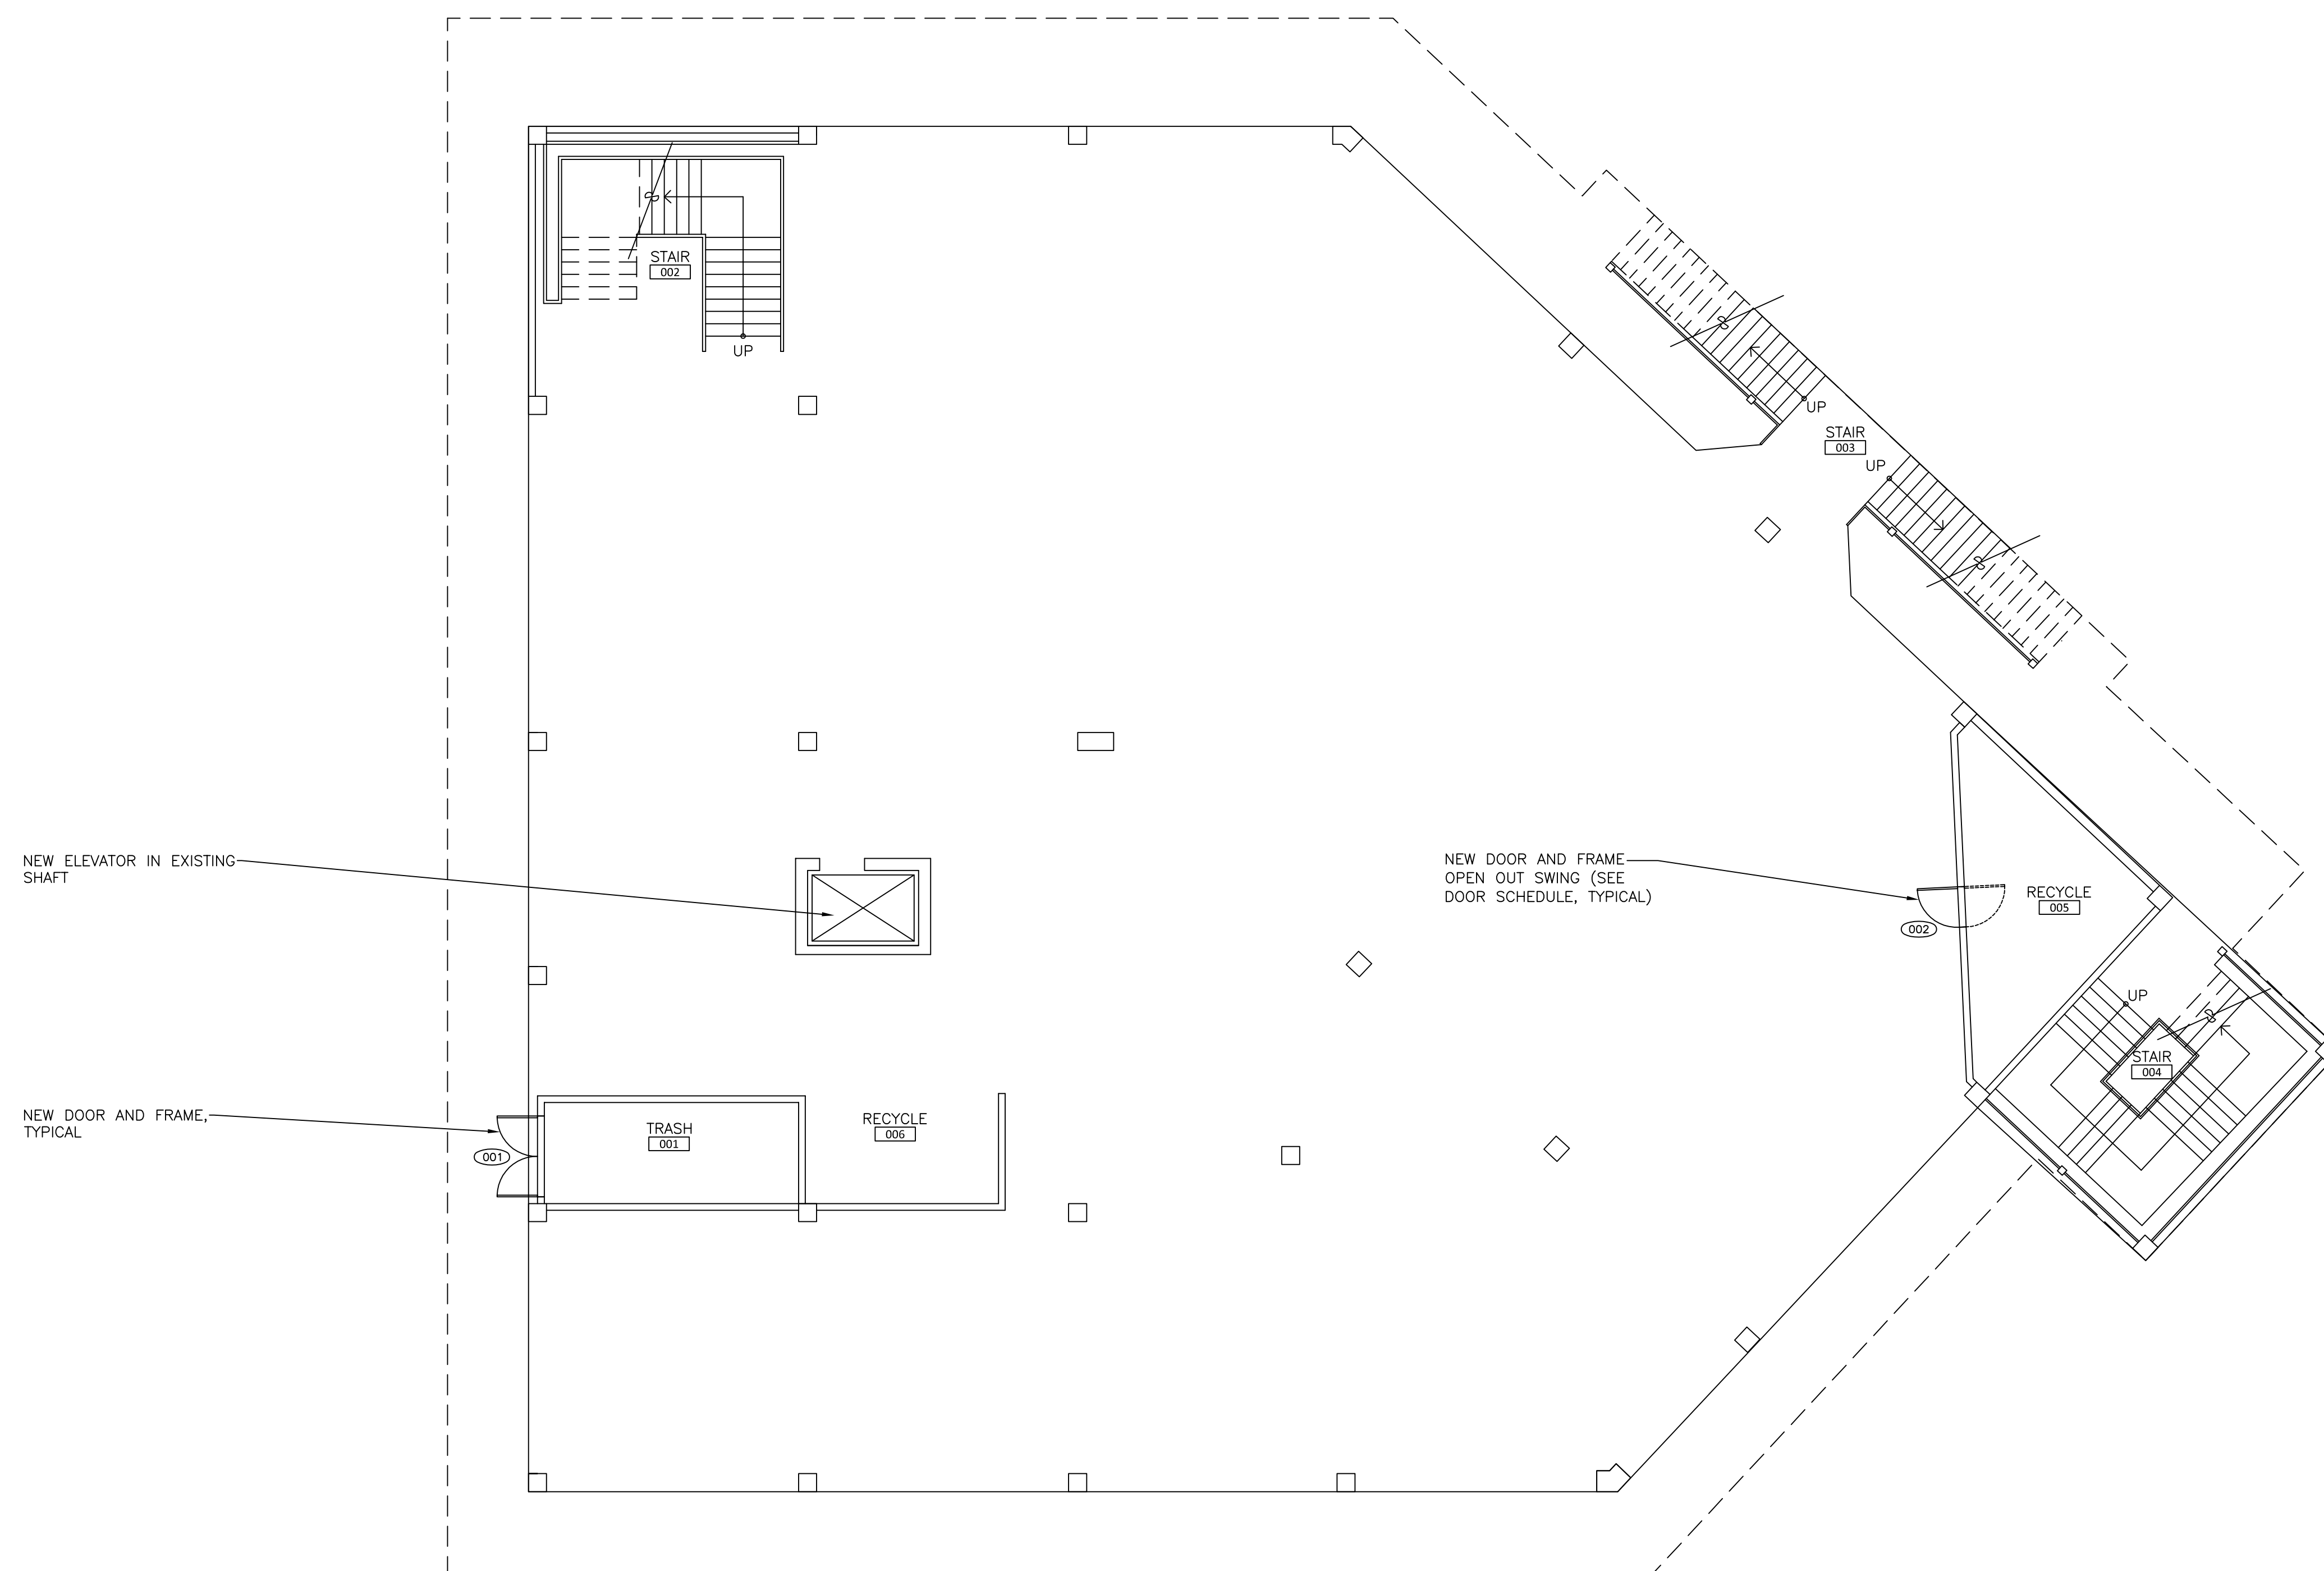 STAIR
002
UP
UP
STAIR
003
UP
NEW ELEVATOR IN EXISTING
SHAFT
NEW DOOR AND FRAME
OPEN OUT SWING (SEE
DOOR SCHEDULE, TYPICAL)
002
RECYCLE
005
UP
STAIR
004
NEW DOOR AND FRAME,
TYPICAL
001
TRASH
001
RECYCLE
006